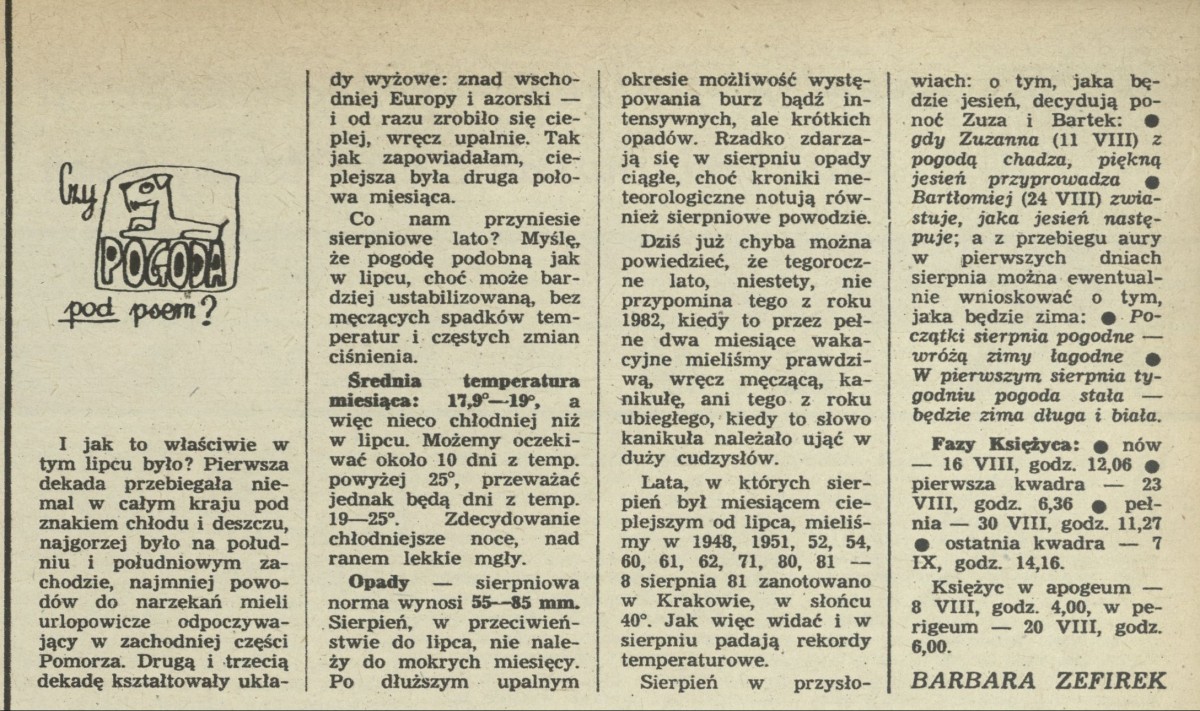 Czy
POGODA
pod psem?
I jak to właściwie w
tym lipcu było? Pierwsza
dekada przebiegała nie-
mal w całym kraju pod
znakiem chłodu i deszczu,
najgorzej było na połud-
niu i południowym za-
chodzie, najmniej powo-
dów do narzekań mieli
urlopowicze odpoczywa-
jący w zachodniej części
Pomorza. Drugą i trzecią
dekadę kształtowały ukła-
dy wyżowe: znad wscho-
dniej Europy i azorski —
i od razu zrobiło się cie-
plej, wręcz upalnie. Tak
jak zapowiadałam, cie-
plejsza była druga poło-
wa miesiąca.
Co nam przyniesie
sierpniowe lato? Myślę,
że pogodę podobną jak
w lipcu, choć może bar-
dziej ustabilizowaną, bez
męczących spadków tem-
peratur i częstych zmian
ciśnienia.
Średnia temperatura
miesiąca: 17,9°—19°, a
więc nieco chłodniej niż
w lipcu. Możemy oczeki-
wać około 10 dni z temp.
powyżej 25°, przeważać
jednak będą dni z temp.
19—25°. Zdecydowanie
chłodniejsze noce, nad
ranem lekkie mgły.
Opady — sierpniowa
norma wynosi 55—85 mm.
Sierpień, w przeciwień-
stwie do lipca, nie nale-
ży do mokrych miesięcy.
Po dłuższym upalnym
okresie możliwość wystę-
powania burz bądź in-
tensywnych, ale krótkich
opadów. Rzadko zdarza-
ją się w sierpniu opady
ciągłe, choć kroniki me-
teorologiczne notują rów-
nież sierpniowe powodzie.
Dziś już chyba można
powiedzieć, że tegorocz-
ne lato, niestety, nie
przypomina tego z roku
1982, kiedy to przez peł-
ne dwa miesiące waka-
cyjne mieliśmy prawdzi-
wą, wręcz męczącą, ka-
nikułę, ani tego z roku
ubiegłego, kiedy to słowo
kanikuła należało ująć w
duży cudzysłów.
Lata, w których sier-
pień był miesiącem cie-
plejszym od lipca, mieliś-
my w 1948, 1951, 52, 54,
60, 61, 62, 71, 80, 81 —
8 sierpnia 81 zanotowano
w Krakowie, w słońcu
40°. Jak więc widać i w
sierpniu padają rekordy
temperaturowe.
Sierpień w przysło-
wiach: o tym, jaka bę-
dzie jesień, decydują po-
noć Zuza i Bartek: ●
gdy Zuzanna (11 VIII) z
pogodą chadza, piękną
jesień przyprowadza ●
Bartłomiej (24 VIII) zwia-
stuje, jaka jesień nastę-
puje; a z przebiegu aury
w pierwszych dniach
sierpnia można ewentual-
nie wnioskować o tym,
jaka będzie zima: ● Po-
czątki sierpnia pogodne —
wróżą zimy łagodne ●
W pierwszym sierpnia ty-
godniu pogoda stała —
będzie zima długa i biała.
Fazy Księżyca: ● nów
— 16 VIII, godz. 12,06 ●
pierwsza kwadra — 23
VIII, godz. 6,36 ● peł-
nia — 30 VIII, godz. 11,27
● ostatnia kwadra — 7
IX, godz. 14,16.
Księżyc w apogeum —
8 VIII, godz. 4,00, w pe-
rigeum — 20 VIII, godz.
6,00.
BARBARA ZEFIREK